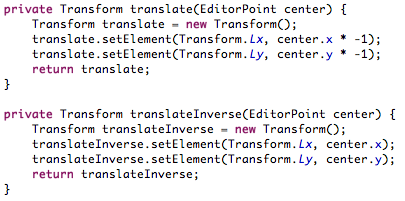 private Transform translate(EditorPoint center) {
    Transform translate = new Transform();
    translate.setElement(Transform.Lx, center.x * -1);
    translate.setElement(Transform.Ly, center.y * -1);
    return translate;
}

private Transform translateInverse(EditorPoint center) {
    Transform translateInverse = new Transform();
    translateInverse.setElement(Transform.Lx, center.x);
    translateInverse.setElement(Transform.Ly, center.y);
    return translateInverse;
}